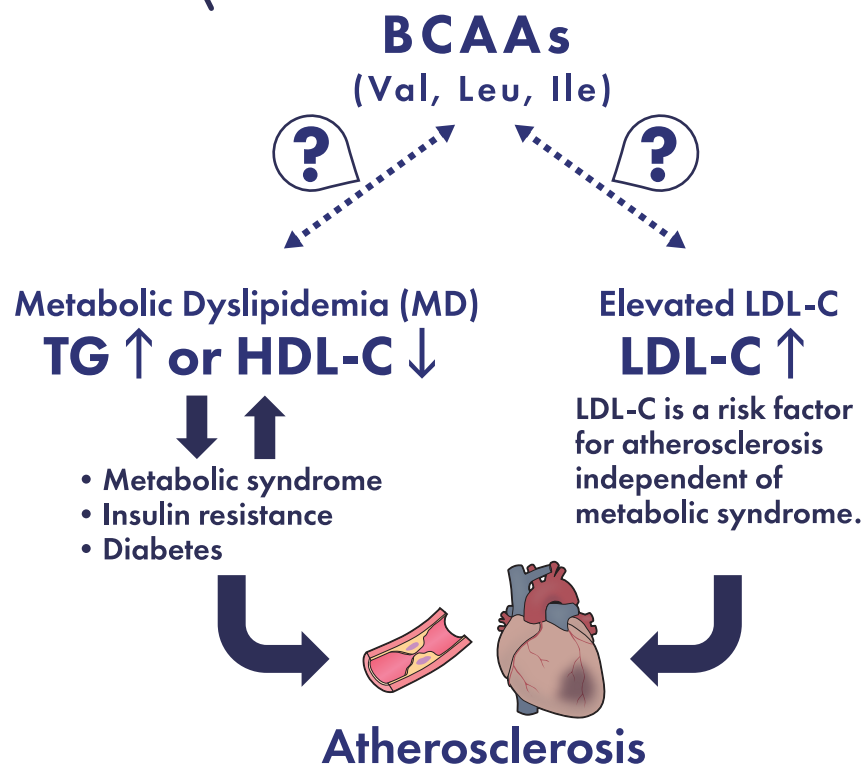 BCAAs
(Val, Leu, Ile)
?
?
Metabolic Dyslipidemia (MD)
TG ↑ or HDL-C ↓
• Metabolic syndrome
• Insulin resistance
• Diabetes
Elevated LDL-C
LDL-C ↑
LDL-C is a risk factor
for atherosclerosis
independent of
metabolic syndrome.
Atherosclerosis